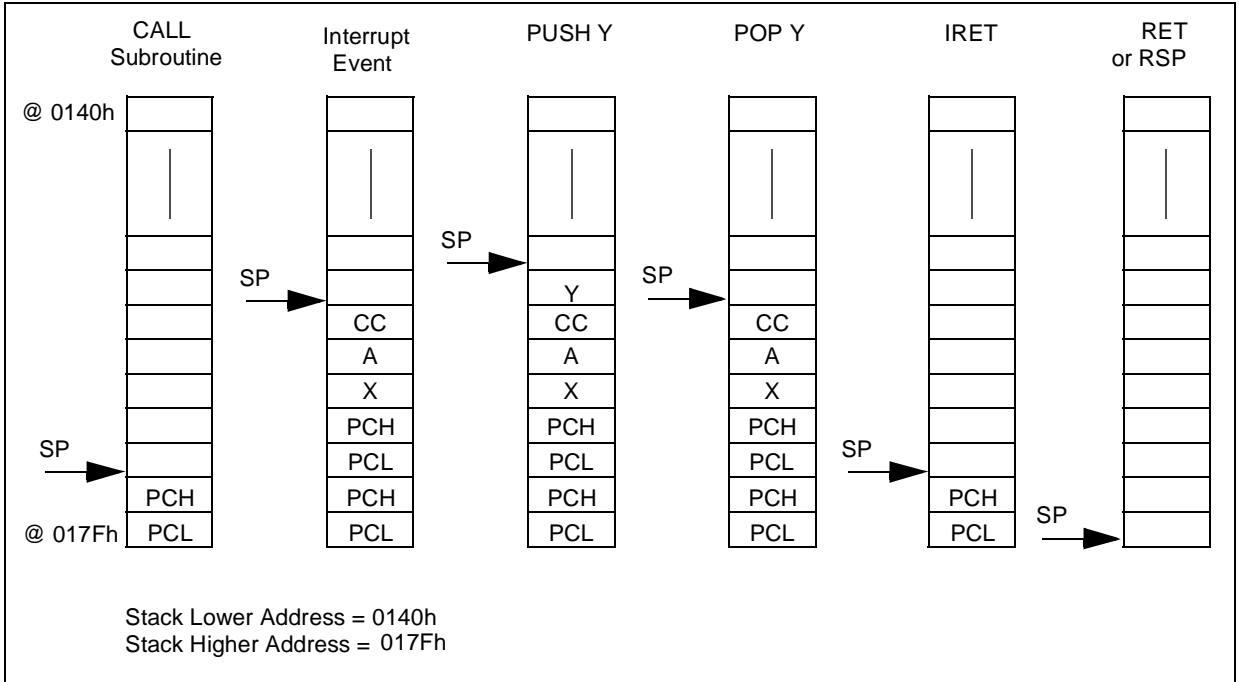 CALL
Subroutine
Interrupt
Event
PUSH Y
POP Y
IRET
RET
or RSP
@ 0140h
SP
SP
SP
Y
CC
CC
CC
A
A
A
X
X
X
PCH
PCH
PCH
SP
PCL
PCL
SP
PCL
PCH
PCH
PCH
PCH
PCH
SP
@ 017Fh
PCL
PCL
PCL
PCL
PCL
Stack Lower Address = 0140h
Stack Higher Address = 017Fh